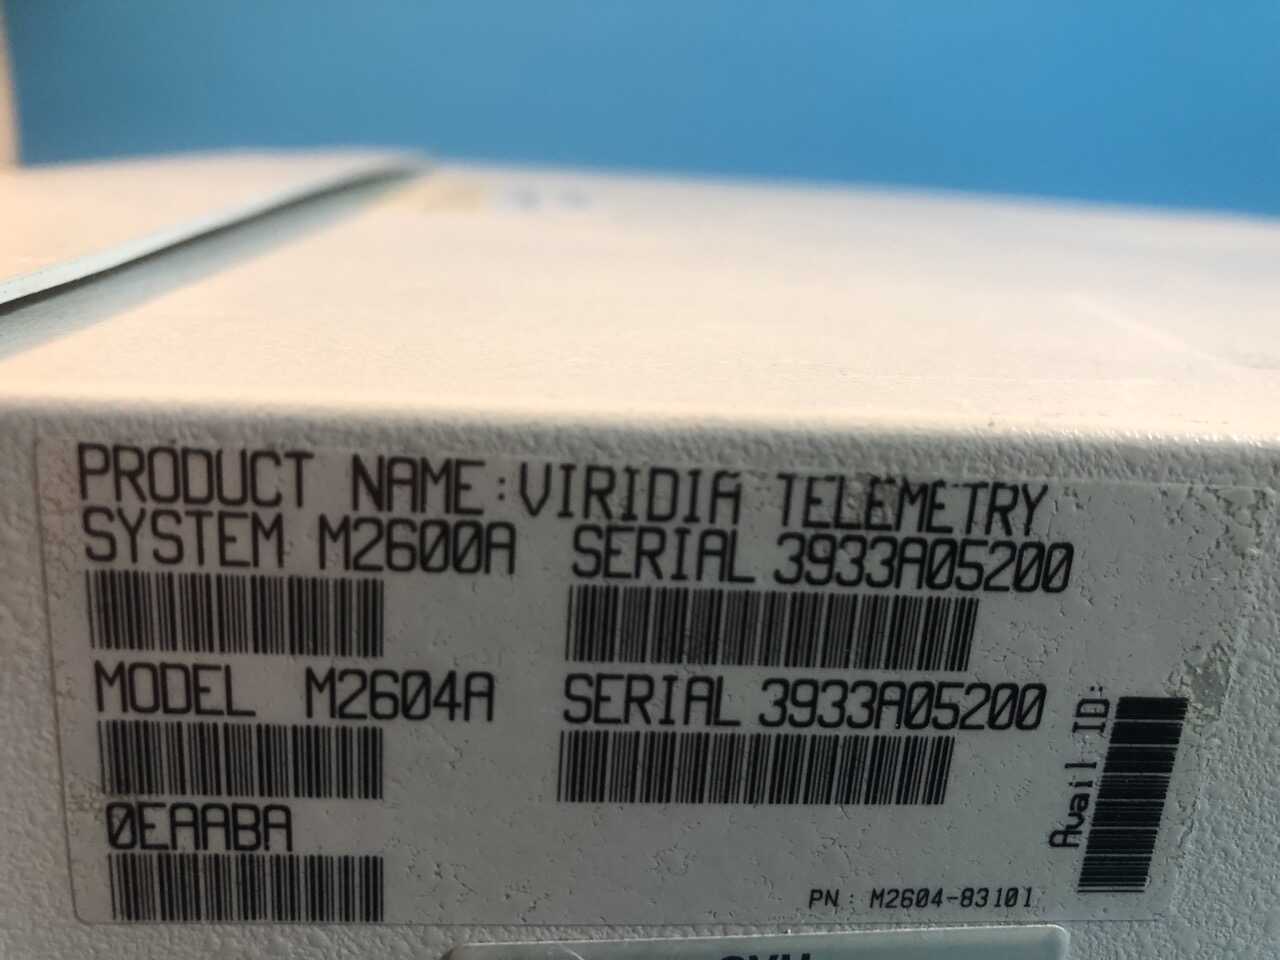 PRODUCT NAME:VIRIDIA TELEMETRY
SYSTEM M2600A SERIAL 3933A05200
MODEL M2604A SERIAL 3933A05200
Avail ID:
0EAABA
PN: M2604-83101